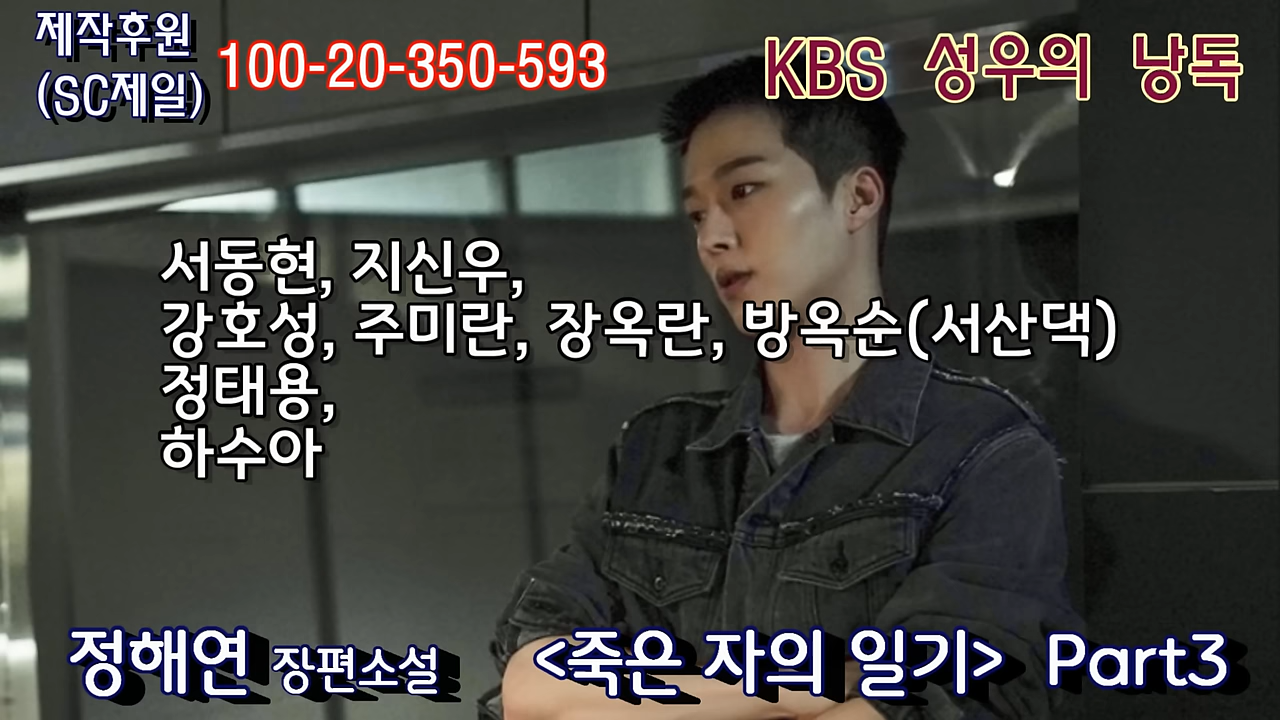 제작후원
(SC제일)
100-20-350-593
KBS 성우의 낭독
서동현, 지신우,
강호성, 주미란, 장옥란, 방옥순(서산댁)
정태용,
하수아
정해연 장편소설 <죽은 자의 일기> Part3